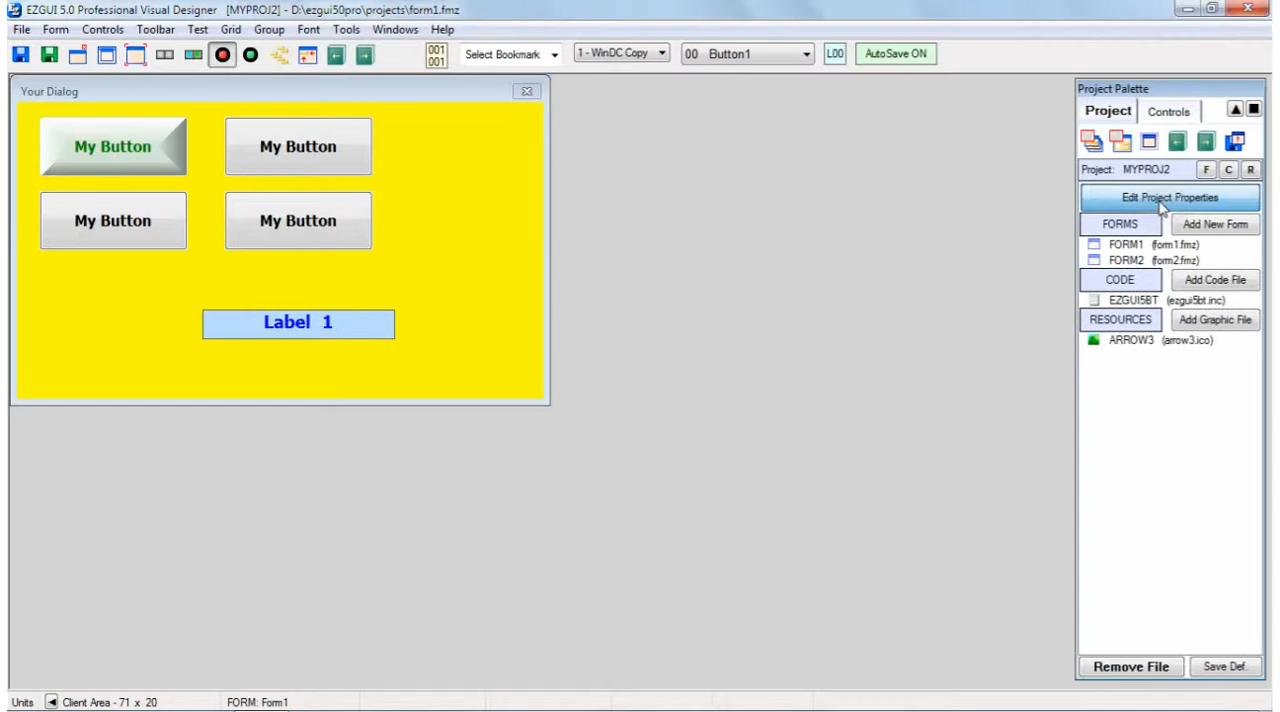 EZGUI 5.0 Professional Visual Designer [MYPROJ2] - D:\ezgui50pro\projects\form1.fmz
File Form Controls Toolbar Test Grid Group Font Tools Windows Help
001 001 Select Bookmark 1 - WinDC Copy 00 Button1 L00 AutoSave ON
Your Dialog
My Button My Button
My Button My Button
Label 1
Project Palette
Project Controls
Project: MYPROJ2 F C R
Edit Project Properties
FORMS Add New Form
FORM1 (form1.fmz)
FORM2 (form2.fmz)
CODE Add Code File
EZGUI5BT (ezgui5bt.inc)
RESOURCES Add Graphic File
ARROW3 (arrow3.ico)
Remove File Save Def.
Units Client Area - 71 x 20 FORM: Form1